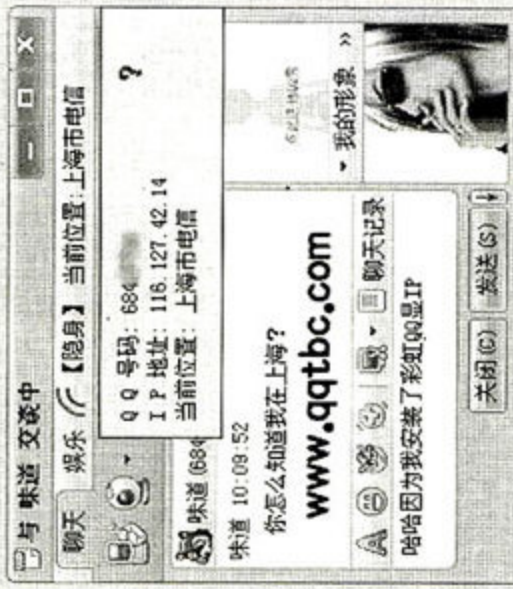 与 味道 交谈中
聊天 娱乐 【隐身】 当前位置:上海市电信
Q Q 号码: 684
I P 地址: 116.127.42.14
当前位置: 上海市电信
?
味道 (684
味道 10:09:52
你怎么知道我在上海?
www.qqtbc.com
我的形象 »
聊天记录
哈哈因为我安装了彩虹QQ显IP
关闭(C) 发送(S)